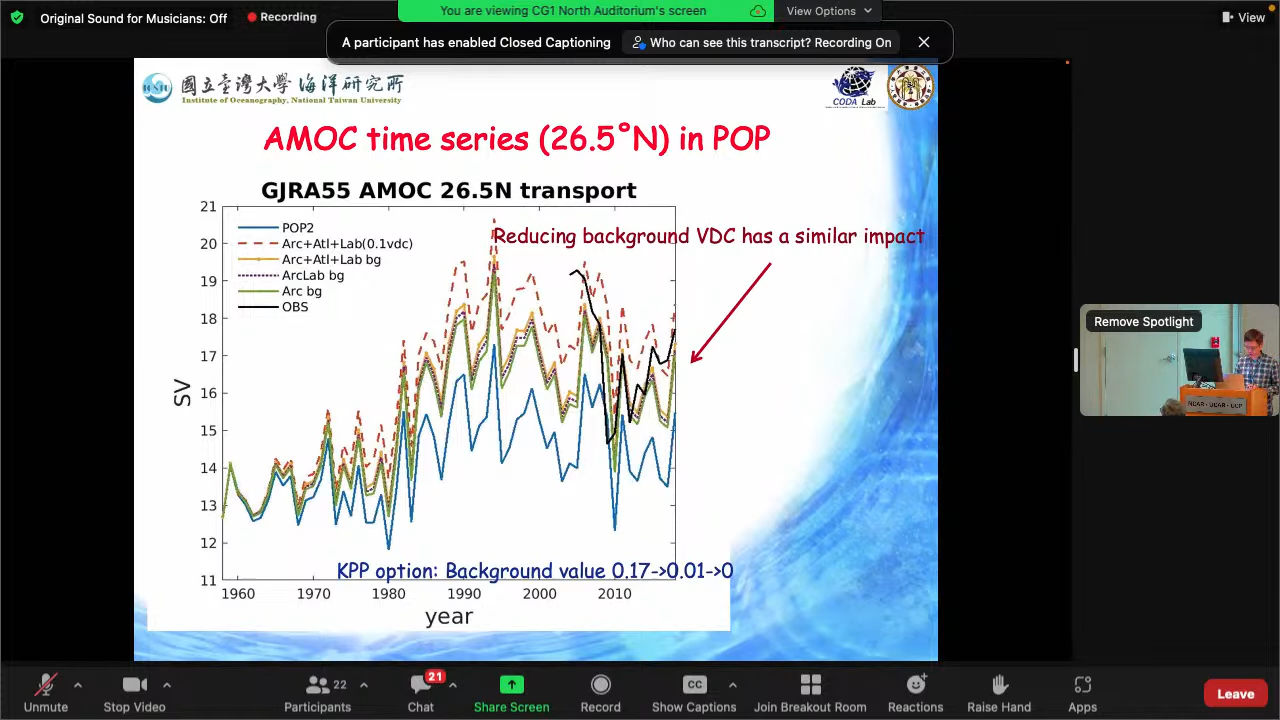 Original Sound for Musicians: Off
Recording
You are viewing CG1 North Auditorium's screen
View Options
View
A participant has enabled Closed Captioning
Who can see this transcript? Recording On
國立臺灣大學 海洋研究所
Institute of Oceanography, National Taiwan University
CODA Lab
AMOC time series (26.5°N) in POP
GJRA55 AMOC 26.5N transport
21
20
19
18
17
16
15
14
13
12
11
SV
POP2
Arc+Atl+Lab(0.1vdc)
Arc+Atl+Lab bg
ArcLab bg
Arc bg
OBS
Reducing background VDC has a similar impact
KPP option: Background value 0.17->0.01->0
1960
1970
1980
1990
2000
2010
year
Remove Spotlight
NCAR - UCAR - UCP
Unmute
Stop Video
22
Participants
21
Chat
Share Screen
Record
CC
Show Captions
Join Breakout Room
Reactions
Raise Hand
Apps
Leave